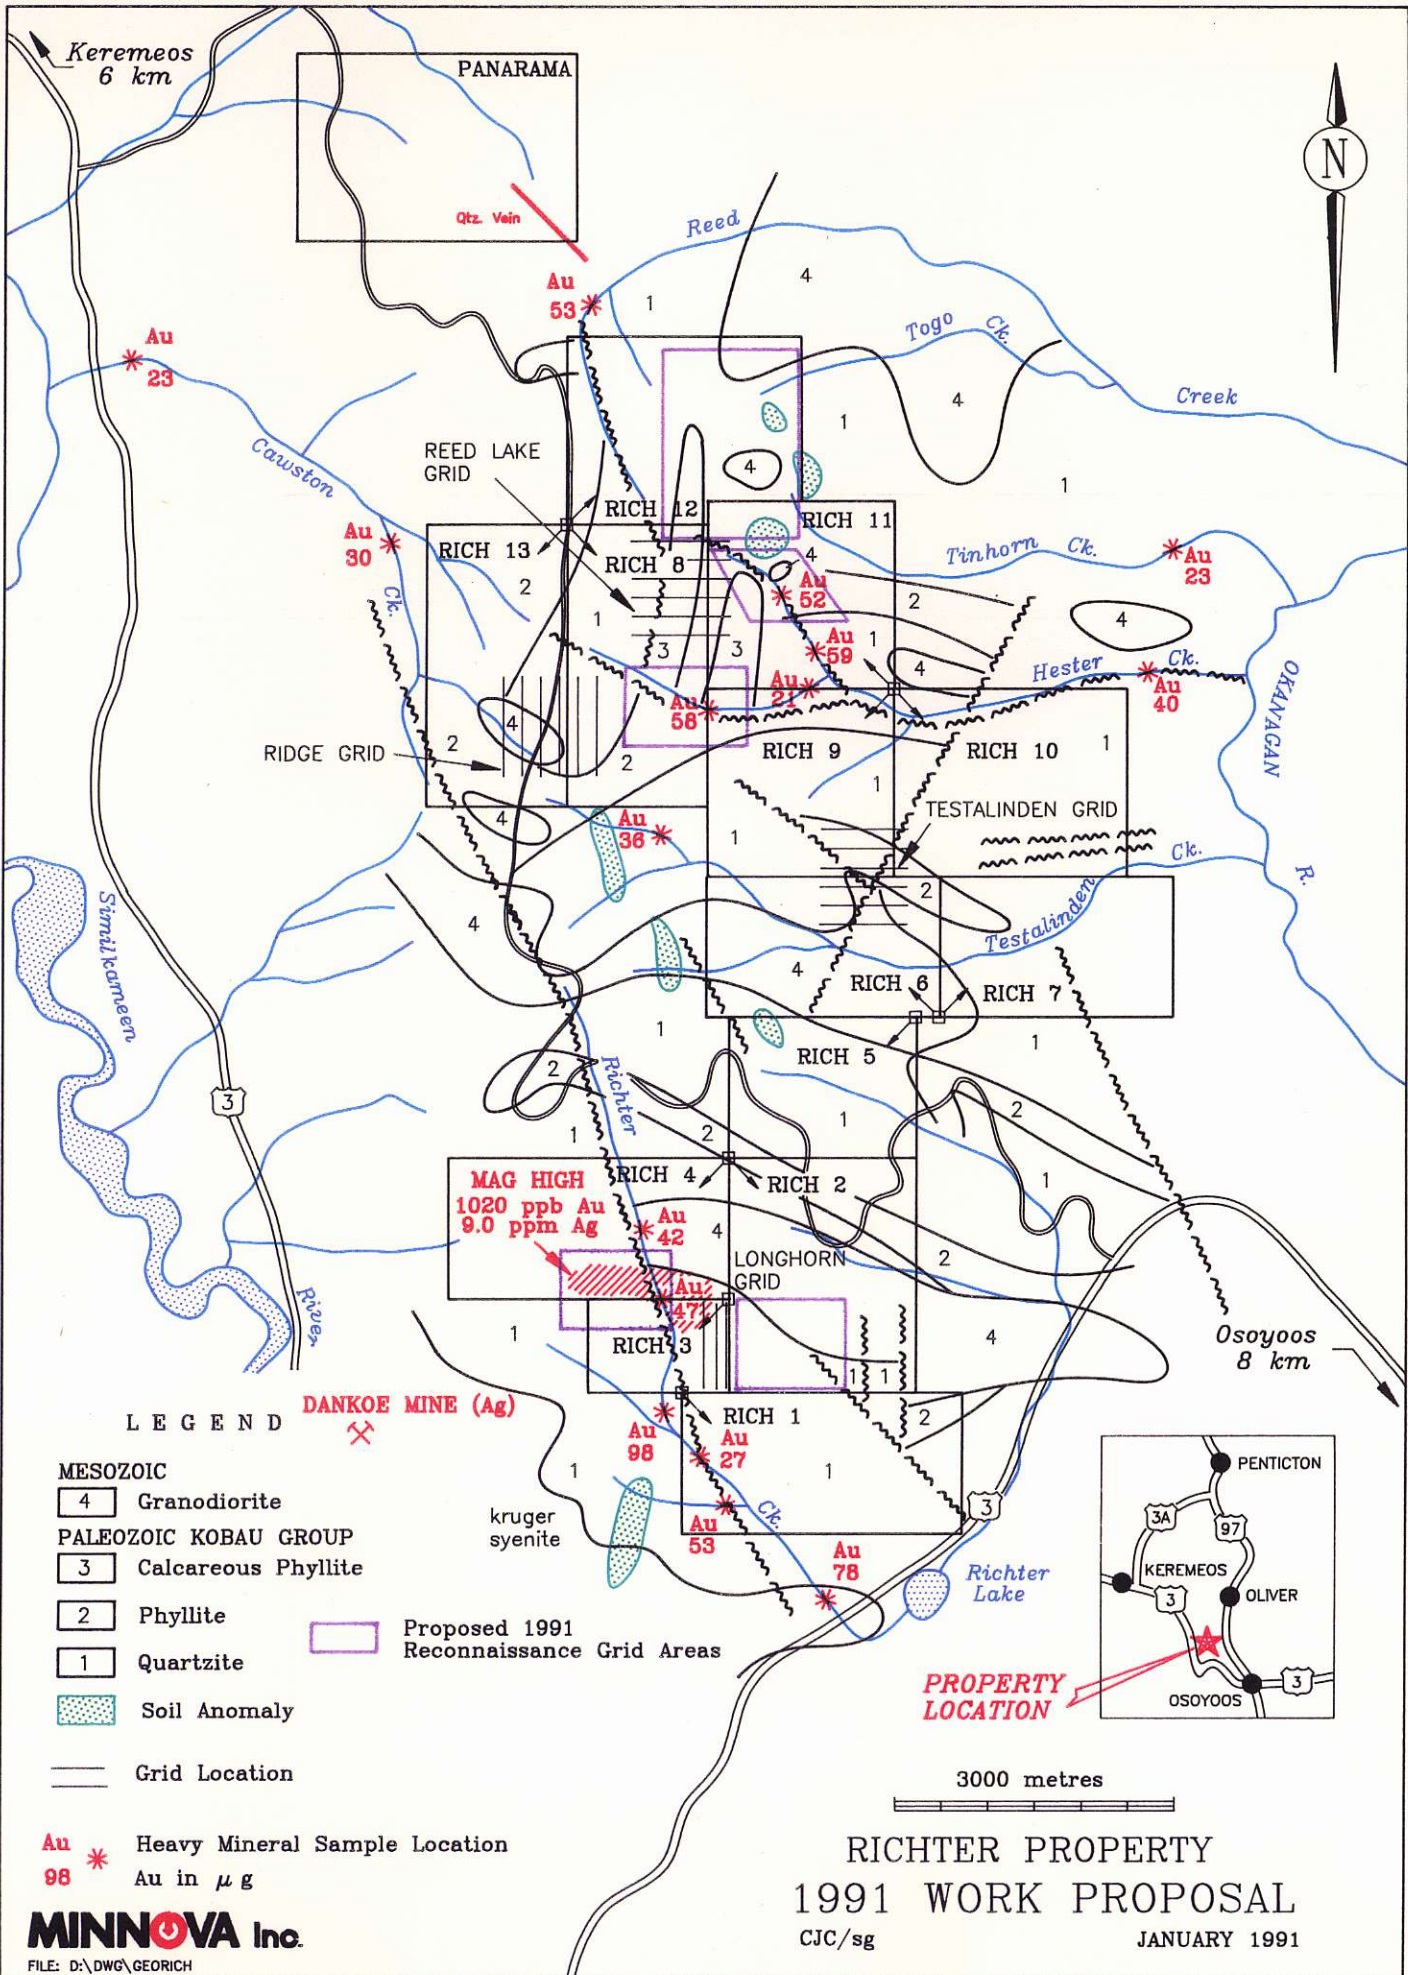 Keremeos
6 km
PANARAMA
N
Qtz. Vein
Reed
Au
53
4
1
Togo Ck.
Au
23
4
Creek
1
Cawston
REED LAKE
GRID
4
1
RICH 12
RICH 11
Au
30
RICH 13
RICH 8
4
Tinhorn Ck.
Au
23
Ck.
2
Au
52
2
1
4
3
3
1
Au
59
4
Hester Ck.
Au
21
Au
40
OKANAGAN
Au
58
4
2
RIDGE GRID
2
RICH 9
RICH 10
1
1
4
Au
36
1
TESTALINDEN GRID
Ck.
R.
2
Similkameen
4
Testalinden
4
RICH 6
RICH 7
1
RICH 5
1
2
Richter
2
3
1
2
1
1
MAG HIGH
1020 ppb Au
9.0 ppm Ag
RICH 4
RICH 2
Au
42
4
2
LONGHORN
GRID
Au
47
River
1
RICH 3
4
Osoyoos
8 km
1
1
DANKOE MINE (Ag)
RICH 1
2
Au
98
Au
27
1
1
kruger
syenite
Ck.
Au
53
3
Au
78
Richter
Lake
PENTICTON
3A
97
KEREMEOS
3
OLIVER
OSOYOOS
3
PROPERTY
LOCATION
LEGEND
MESOZOIC
4 Granodiorite
PALEOZOIC KOBAU GROUP
3 Calcareous Phyllite
2 Phyllite
1 Quartzite
Soil Anomaly
Grid Location
Au
98
Heavy Mineral Sample Location
Au in μ g
Proposed 1991
Reconnaissance Grid Areas
3000 metres
RICHTER PROPERTY
1991 WORK PROPOSAL
CJC/sg JANUARY 1991
MINNOVA Inc.
FILE: D:\DWG\GEORICH